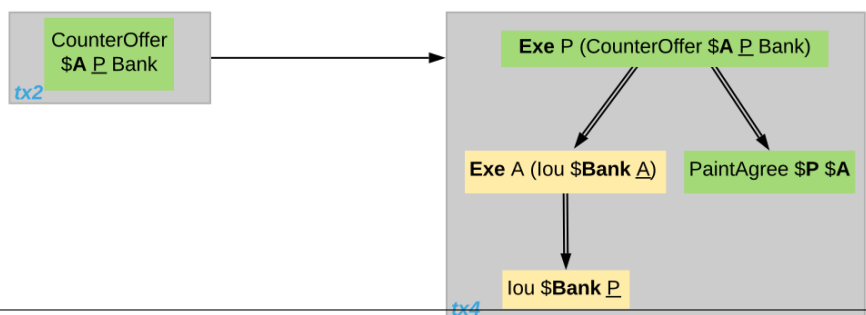 CounterOffer
$A P Bank
tx2
Exe P (CounterOffer $A P Bank)
Exe A (Iou $Bank A)
PaintAgree $P $A
Iou $Bank P
tx4